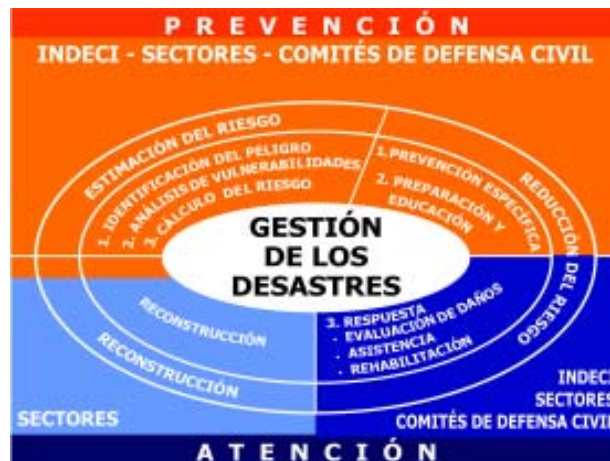 PREVENCIÓN
INDECI - SECTORES - COMITÉS DE DEFENSA CIVIL
ESTIMACIÓN DEL RIESGO
1. IDENTIFICACIÓN DEL PELIGRO
2. ANÁLISIS DE VULNERABILIDADES
3. CÁLCULO DEL RIESGO
1. PREVENCIÓN ESPECÍFICA
2. PREPARACIÓN Y
EDUCACIÓN
REDUCCIÓN DEL RIESGO
GESTIÓN
DE LOS
DESASTRES
3. RESPUESTA
. EVALUACIÓN DE DAÑOS
. ASISTENCIA
. REHABILITACIÓN
RECONSTRUCCIÓN
RECONSTRUCCIÓN
SECTORES
INDECI
SECTORES
COMITÉS DE DEFENSA CIVIL
ATENCIÓN